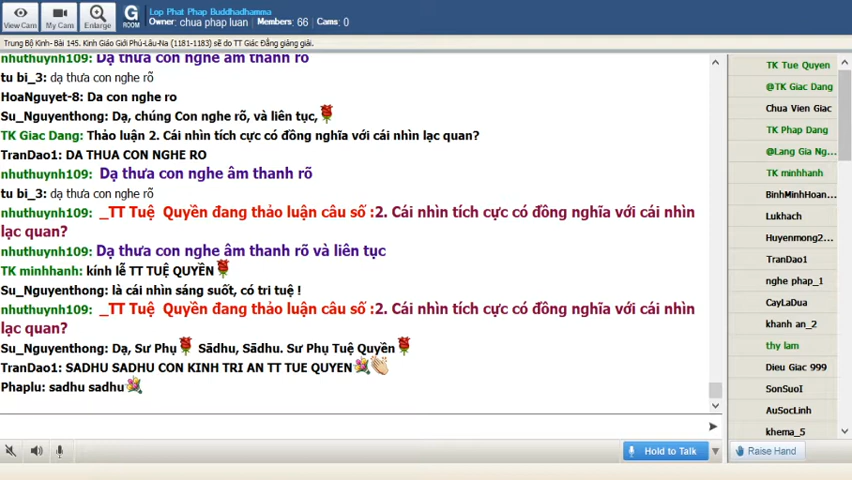 Lop Phat Phap Buddhadhamma
Owner: chua phap luan Members: 66 Cams: 0
View Cam
My Cam
Enlarge
G
ROOM
Trung Bộ Kinh- Bài 145. Kinh Giáo Giới Phú-Lâu-Na (1181-1183) sẽ do TT Giác Đẳng giảng giải.
nhuthuynh109: Dạ thưa con nghe âm thanh rõ
tu bi_3: dạ thưa con nghe rõ
HoaNguyet-8: Da con nghe ro
Su_Nguyenthong: Dạ, chúng Con nghe rõ, và liên tục,
TK Giac Dang: Thảo luận 2. Cái nhìn tích cực có đồng nghĩa với cái nhìn lạc quan?
TranDao1: DA THUA CON NGHE RO
nhuthuynh109: Dạ thưa con nghe âm thanh rõ
tu bi_3: dạ thưa con nghe rõ
nhuthuynh109: _TT Tuệ Quyền đang thảo luận câu số :2. Cái nhìn tích cực có đồng nghĩa với cái nhìn
lạc quan?
nhuthuynh109: Dạ thưa con nghe âm thanh rõ và liên tục
TK minhhanh: kính lễ TT TUỆ QUYỀN
Su_Nguyenthong: là cái nhìn sáng suốt, có tri tuệ !
nhuthuynh109: _TT Tuệ Quyền đang thảo luận câu số :2. Cái nhìn tích cực có đồng nghĩa với cái nhìn
lạc quan?
Su_Nguyenthong: Dạ, Sư Phụ Sādhu, Sādhu. Sư Phụ Tuệ Quyền
TranDao1: SADHU SADHU CON KINH TRI AN TT TUE QUYEN
Phaplu: sadhu sadhu
TK Tue Quyen
@TK Giac Dang
Chua Vien Giac
TK Phap Dang
@Lang Gia Ng...
TK minhhanh
BinhMinhHoan...
Lukhach
Huyenmong2...
TranDao1
nghe phap_1
CayLaDua
khanh an_2
thy lam
Dieu Giac 999
SonSuoI
AuSocLinh
khema_5
Hold to Talk
Raise Hand